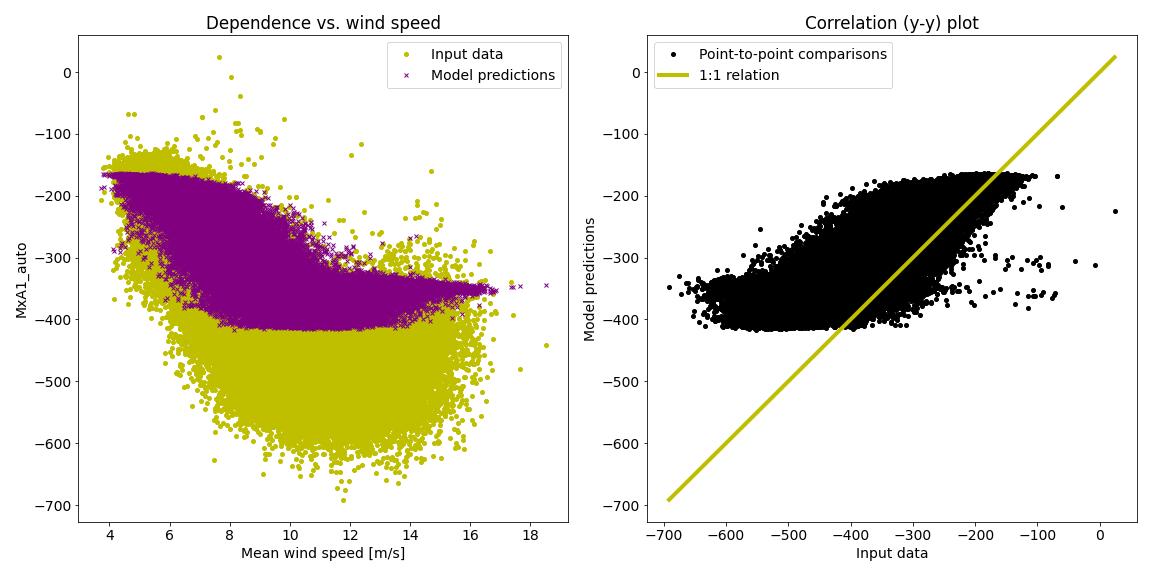 Dependence vs. wind speed
Input data
Model predictions
0
−100
−200
−300
−400
−500
−600
−700
MxA1_auto
4 6 8 10 12 14 16 18
Mean wind speed [m/s]
Correlation (y-y) plot
Point-to-point comparisons
1:1 relation
0
−100
−200
−300
−400
−500
−600
−700
Model predictions
−700 −600 −500 −400 −300 −200 −100 0
Input data